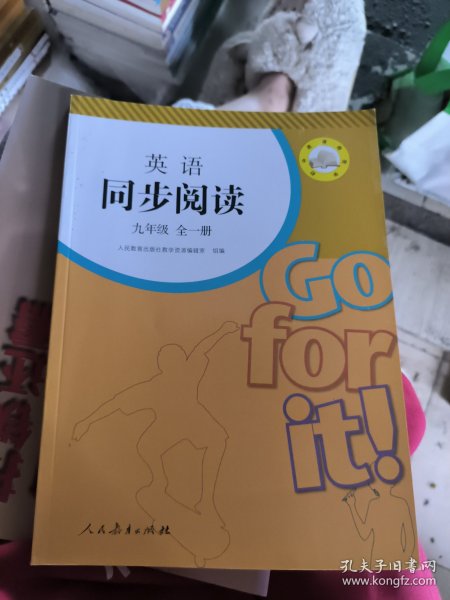 英语
同步阅读
九年级 全一册
人民教育出版社教学资源编辑室 组编
Go
for
it!
人民教育出版社
孔夫子旧书网
www.kongfz.com